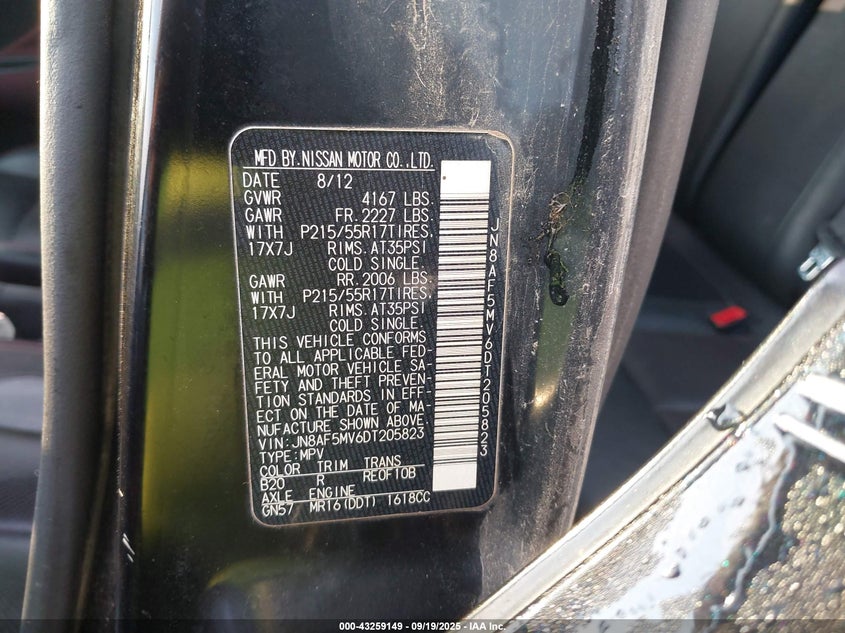 MFD BY.NISSAN MOTOR CO.,LTD.
DATE 8/12
GVWR 4167 LBS.
GAWR FR. 2227 LBS.
WITH P215/55R17TIRES,
17X7J RIMS. AT35PSI
COLD SINGLE.
GAWR RR. 2006 LBS.
WITH P215/55R17TIRES,
17X7J RIMS. AT35PSI
COLD SINGLE.
THIS VEHICLE CONFORMS
TO ALL APPLICABLE FED-
ERAL MOTOR VEHICLE SA-
FETY AND THEFT PREVEN-
TION STANDARDS IN EFF-
ECT ON THE DATE OF MA-
NUFACTURE SHOWN ABOVE.
VIN: JN8AF5MV6DT205823
TYPE: MPV
COLOR TRIM TRANS
B20 R RE0F10B
AXLE ENGINE
GN57 MR16(DDT) 1618CC
JN8AF5MV6DT205823
000-43259149 - 09/19/2025 - IAA Inc.